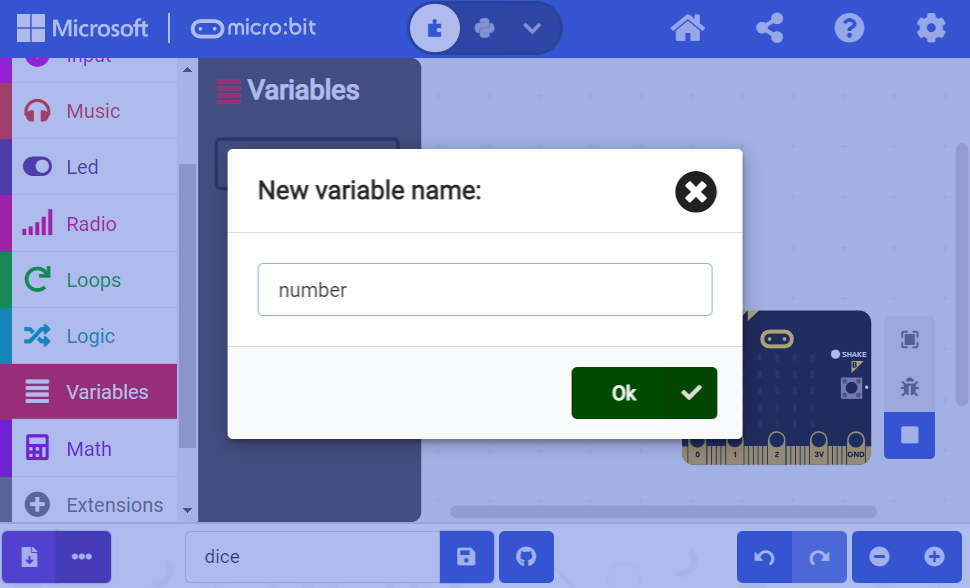 Microsoft
micro:bit
Input
Music
Led
Radio
Loops
Logic
Variables
Math
Extensions
Variables
New variable name:
number
Ok
SHAKE
B
0 1 2 3V GND
dice